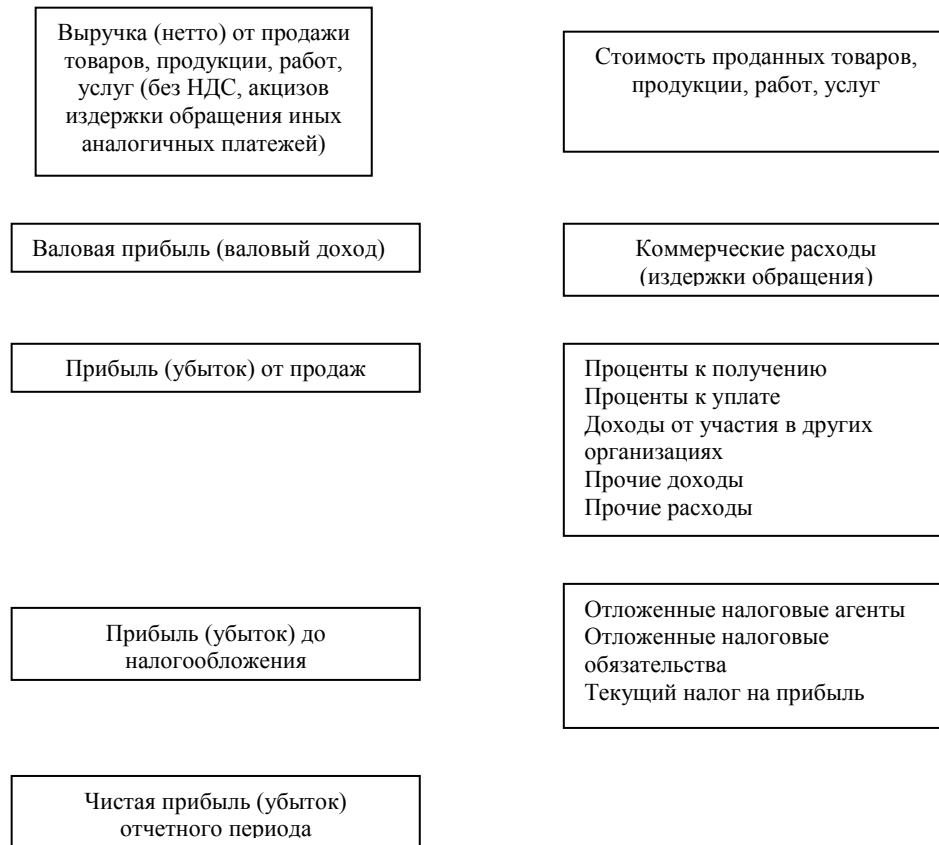 Выручка (нетто) от продажи
товаров, продукции, работ,
услуг (без НДС, акцизов
издержки обращения иных
аналогичных платежей)
Стоимость проданных товаров,
продукции, работ, услуг
Валовая прибыль (валовый доход)
Коммерческие расходы
(издержки обращения)
Прибыль (убыток) от продаж
Проценты к получению
Проценты к уплате
Доходы от участия в других
организациях
Прочие доходы
Прочие расходы
Прибыль (убыток) до
налогообложения
Отложенные налоговые агенты
Отложенные налоговые
обязательства
Текущий налог на прибыль
Чистая прибыль (убыток)
отчетного периода